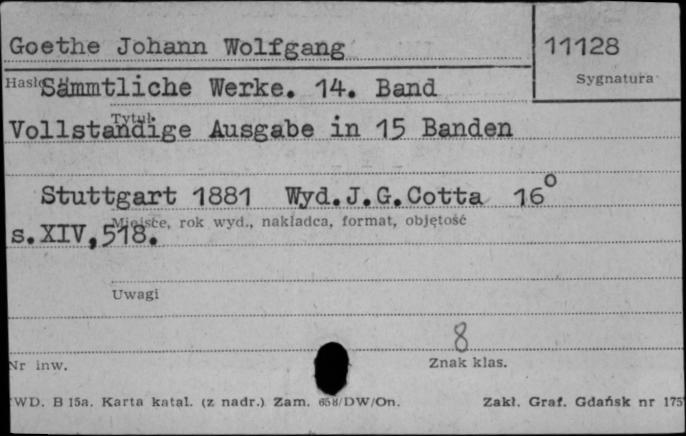 Goethe Johann Wolfgang
11128
Hasło
Sygnatura
Sämmtliche Werke. 14. Band
Tytuł
Vollstandige Ausgabe in 15 Banden
Stuttgart 1881 Wyd.J.G.Cotta 16°
Miejsce, rok wyd., nakładca, format, objętość
s.XIV,518.
Uwagi
8
Nr inw.
Znak klas.
WD. B 15a. Karta katal. (z nadr.) Zam. 658/DW/On.
Zakł. Graf. Gdańsk nr 175